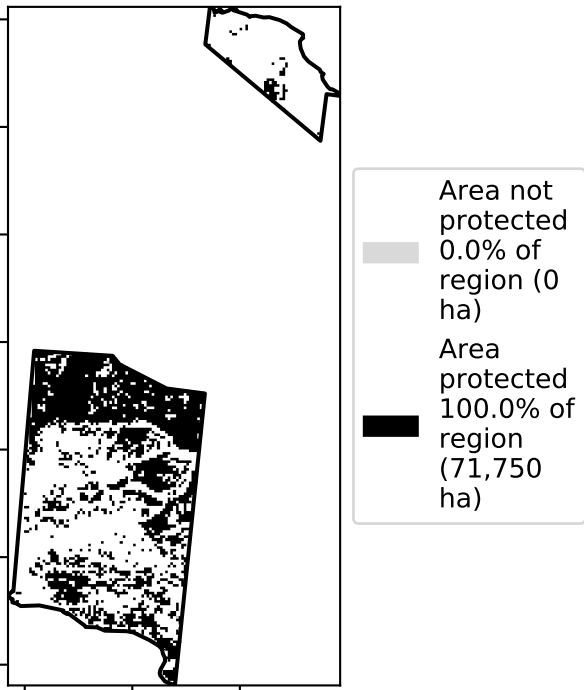 Area not
protected
0.0% of
region (0
ha)
Area
protected
100.0% of
region
(71,750
ha)